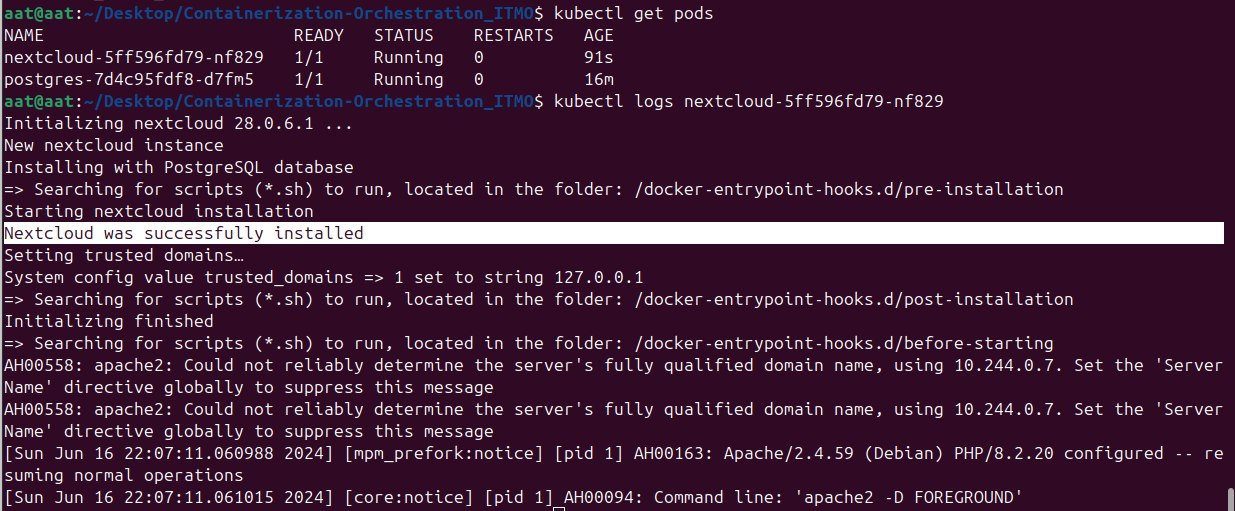 aat@aat:~/Desktop/Containerization-Orchestration_ITMO$ kubectl get pods
NAME                         READY   STATUS    RESTARTS   AGE
nextcloud-5ff596fd79-nf829   1/1     Running   0          91s
postgres-7d4c95fdf8-d7fm5    1/1     Running   0          16m
aat@aat:~/Desktop/Containerization-Orchestration_ITMO$ kubectl logs nextcloud-5ff596fd79-nf829
Initializing nextcloud 28.0.6.1 ...
New nextcloud instance
Installing with PostgreSQL database
=> Searching for scripts (*.sh) to run, located in the folder: /docker-entrypoint-hooks.d/pre-installation
Starting nextcloud installation
Nextcloud was successfully installed
Setting trusted domains…
System config value trusted_domains => 1 set to string 127.0.0.1
=> Searching for scripts (*.sh) to run, located in the folder: /docker-entrypoint-hooks.d/post-installation
Initializing finished
=> Searching for scripts (*.sh) to run, located in the folder: /docker-entrypoint-hooks.d/before-starting
AH00558: apache2: Could not reliably determine the server's fully qualified domain name, using 10.244.0.7. Set the 'Server
Name' directive globally to suppress this message
AH00558: apache2: Could not reliably determine the server's fully qualified domain name, using 10.244.0.7. Set the 'Server
Name' directive globally to suppress this message
[Sun Jun 16 22:07:11.060988 2024] [mpm_prefork:notice] [pid 1] AH00163: Apache/2.4.59 (Debian) PHP/8.2.20 configured -- re
suming normal operations
[Sun Jun 16 22:07:11.061015 2024] [core:notice] [pid 1] AH00094: Command line: 'apache2 -D FOREGROUND'